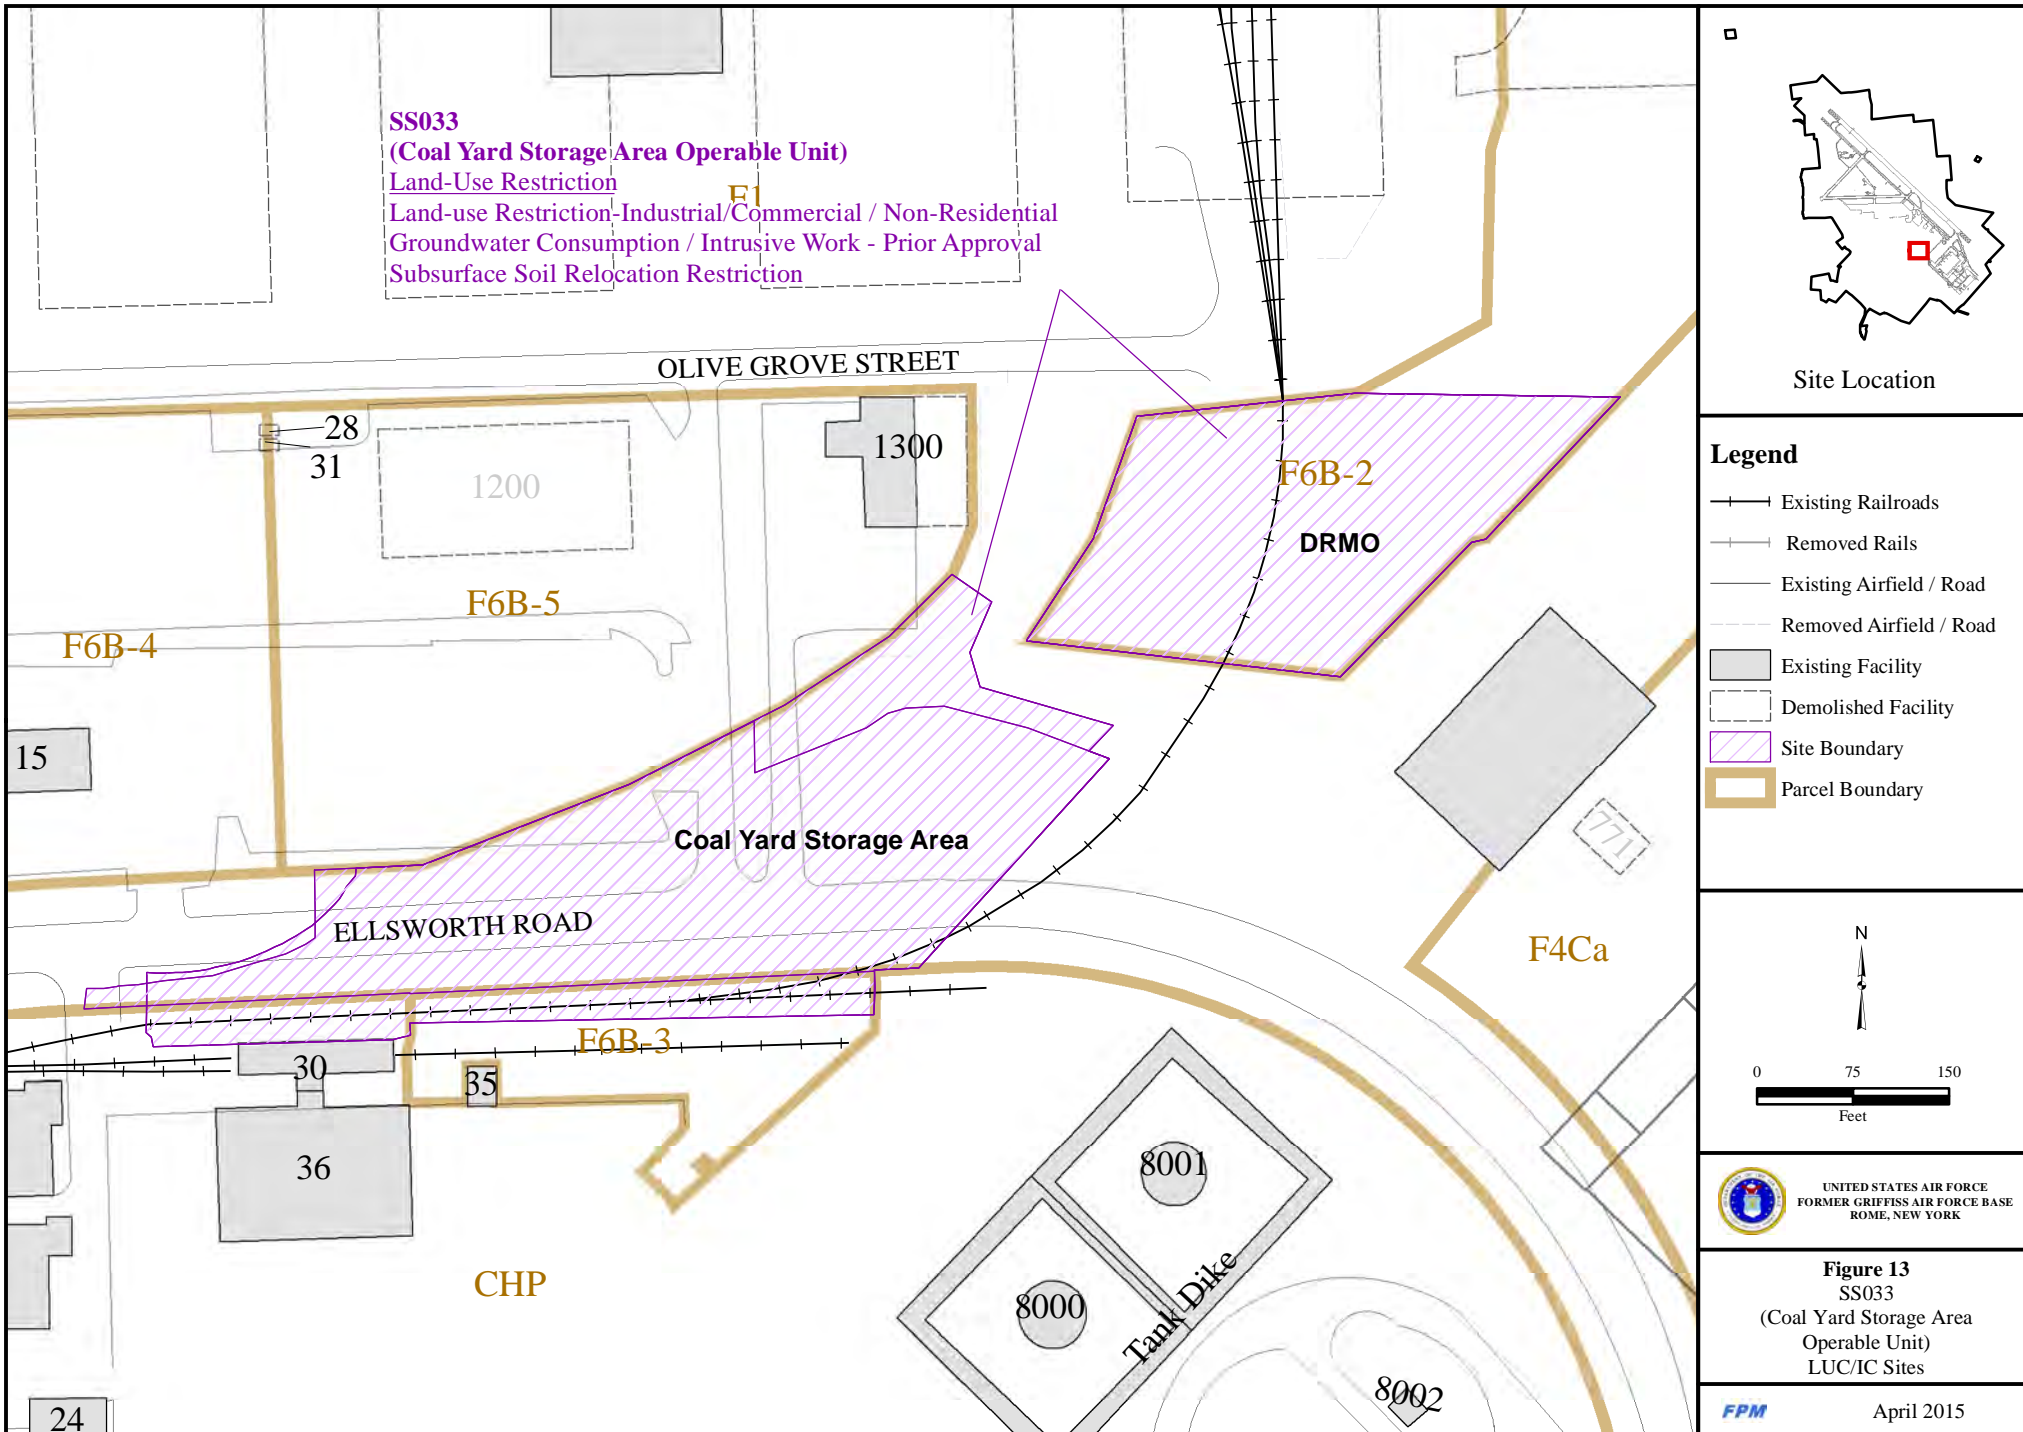 SS033
(Coal Yard Storage Area Operable Unit)
Land-Use Restriction
F1
Land-use Restriction-Industrial/Commercial / Non-Residential
Groundwater Consumption / Intrusive Work - Prior Approval
Subsurface Soil Relocation Restriction
OLIVE GROVE STREET
28
31
1200
1300
F6B-2
DRMO
F6B-5
F6B-4
15
Coal Yard Storage Area
771
ELLSWORTH ROAD
F4Ca
F6B-3
30
35
36
8001
CHP
8000
Tank Dike
8002
24
Site Location
Legend
Existing Railroads
Removed Rails
Existing Airfield / Road
Removed Airfield / Road
Existing Facility
Demolished Facility
Site Boundary
Parcel Boundary
N
0 75 150
Feet
UNITED STATES AIR FORCE
FORMER GRIFFISS AIR FORCE BASE
ROME, NEW YORK
Figure 13
SS033
(Coal Yard Storage Area
Operable Unit)
LUC/IC Sites
FPM
April 2015